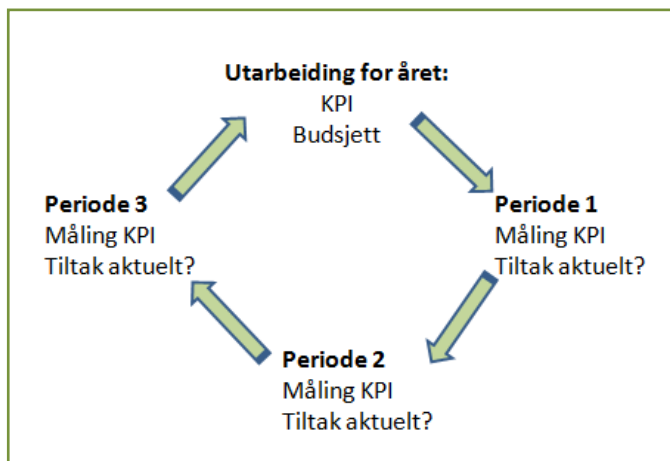 Utarbeiding for året:
KPI
Budsjett
Periode 1
Måling KPI
Tiltak aktuelt?
Periode 2
Måling KPI
Tiltak aktuelt?
Periode 3
Måling KPI
Tiltak aktuelt?